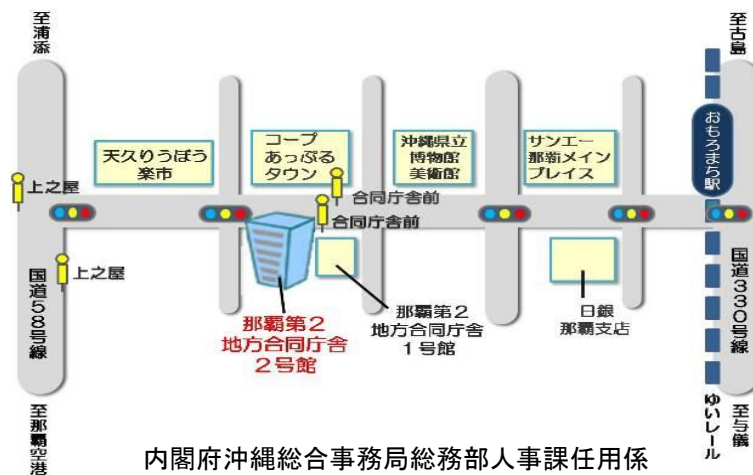 至浦添
至古島
おもろまち駅
天久りうぼう
楽市
コープ
あっぷる
タウン
沖縄県立
博物館
美術館
サンエー
那覇メイン
プレイス
上之屋
合同庁舎前
合同庁舎前
上之屋
国道58号線
国道330号線
那覇第2
地方合同庁舎
2号館
那覇第2
地方合同庁舎
1号館
日銀
那覇支店
至那覇空港
ゆいレール
至与儀
内閣府沖縄総合事務局総務部人事課任用係